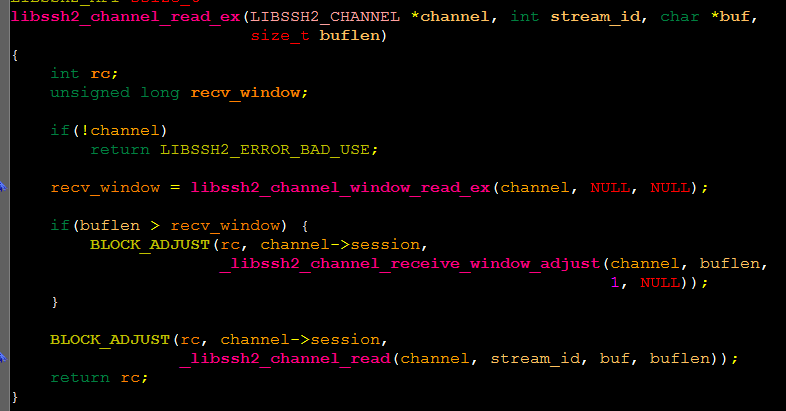 libssh2_channel_read_ex(LIBSSH2_CHANNEL *channel, int stream_id, char *buf,
                        size_t buflen)
{
    int rc;
    unsigned long recv_window;

    if(!channel)
        return LIBSSH2_ERROR_BAD_USE;

    recv_window = libssh2_channel_window_read_ex(channel, NULL, NULL);

    if(buflen > recv_window) {
        BLOCK_ADJUST(rc, channel->session,
                     _libssh2_channel_receive_window_adjust(channel, buflen,
                                                            1, NULL));
    }

    BLOCK_ADJUST(rc, channel->session,
                 _libssh2_channel_read(channel, stream_id, buf, buflen));
    return rc;
}